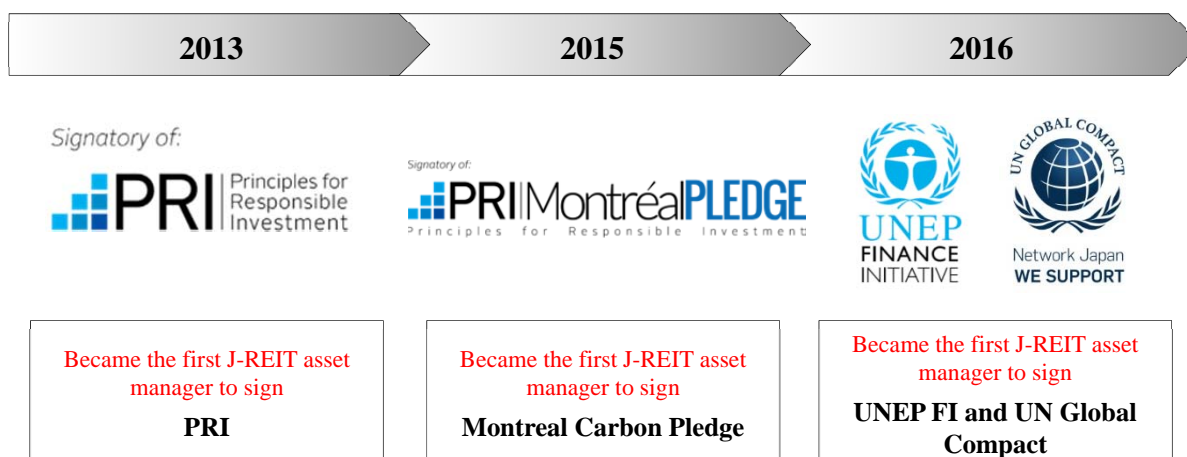 2013
2015
2016
Signatory of:
PRI
Principles for
Responsible
Investment
Signatory of:
PRI MontréalPLEDGE
Principles for Responsible Investment
UNEP
FINANCE
INITIATIVE
UN GLOBAL COMPACT
Network Japan
WE SUPPORT
Became the first J-REIT asset
manager to sign
PRI
Became the first J-REIT asset
manager to sign
Montreal Carbon Pledge
Became the first J-REIT asset
manager to sign
UNEP FI and UN Global
Compact